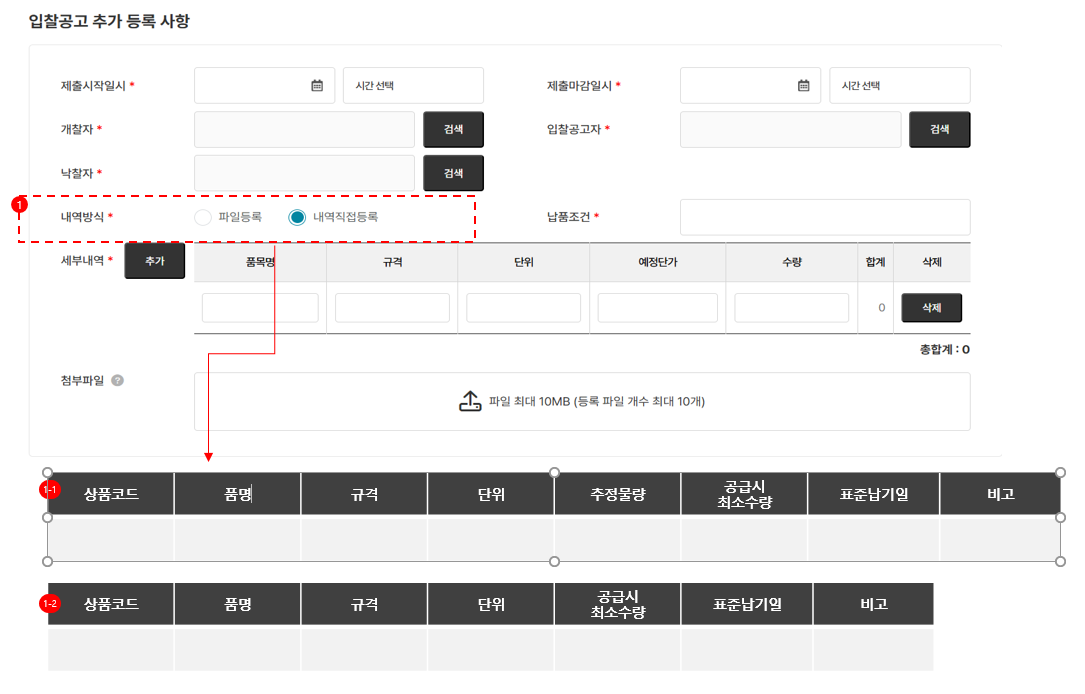 입찰공고 추가 등록 사항
제출시작일시 * 시간 선택 제출마감일시 * 시간 선택
개찰자 * 검색 입찰공고자 * 검색
낙찰자 * 검색
1
내역방식 * 파일등록 내역직접등록 납품조건 *
세부내역 * 추가 품목명 규격 단위 예정단가 수량 합계 삭제
0 삭제
총합계 : 0
첨부파일 ?
파일 최대 10MB (등록 파일 개수 최대 10개)
1-1 상품코드 품명 규격 단위 추정물량 공급시 최소수량 표준납기일 비고
1-2 상품코드 품명 규격 단위 공급시 최소수량 표준납기일 비고